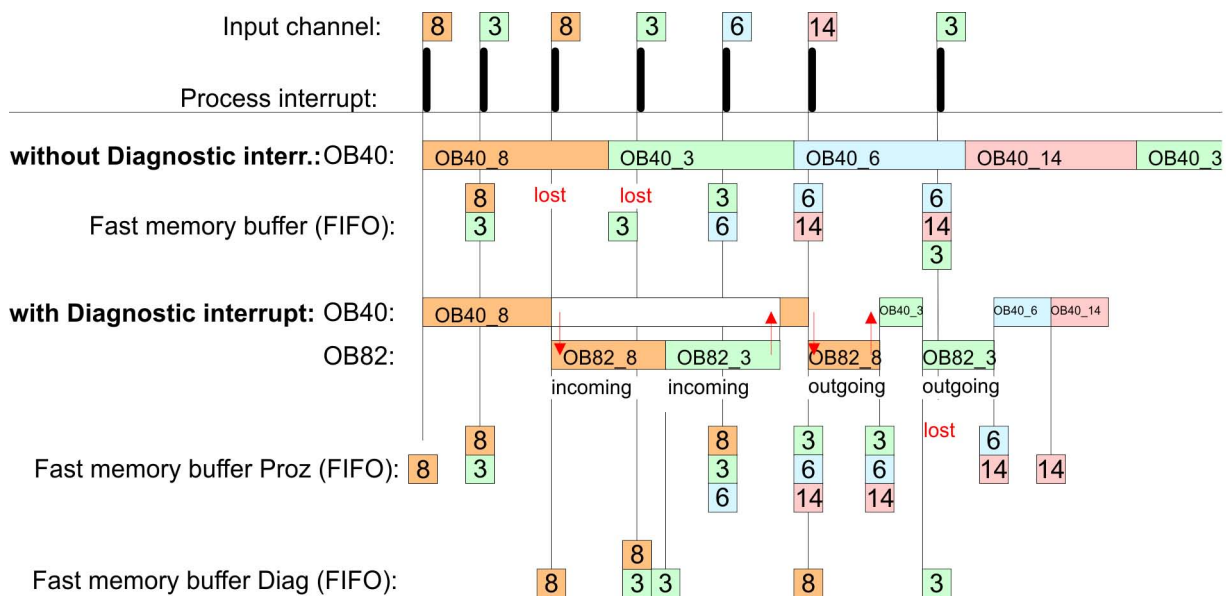 Input channel: 8 3 8 3 6 14 3
Process interrupt:
without Diagnostic interr.: OB40: OB40_8 OB40_3 OB40_6 OB40_14 OB40_3
lost lost
8 3 6 6
Fast memory buffer (FIFO): 3 3 6 14 14
3
with Diagnostic interrupt: OB40: OB40_8 OB40_3 OB40_6 OB40_14
OB82: OB82_8 OB82_3 OB82_8 OB82_3
incoming incoming outgoing outgoing
lost
8 8 3 3 6
Fast memory buffer Proz (FIFO): 8 3 3 6 6 14 14
6 14 14
8
Fast memory buffer Diag (FIFO): 8 3 3 8 3